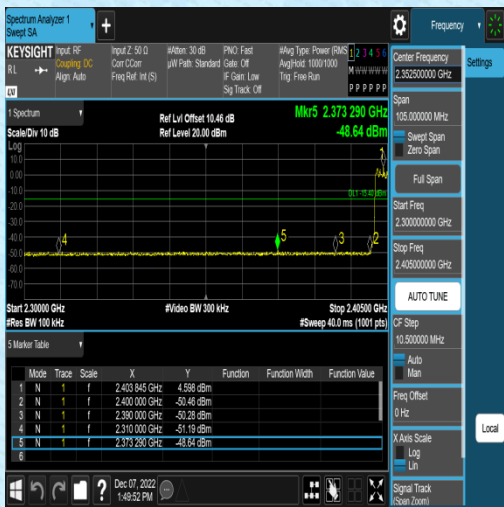 Spectrum Analyzer 1
Swept SA
+
Frequency
KEYSIGHT Input: RF Input Z: 50 Ω #Atten: 30 dB PNO: Fast #Avg Type: Power (RMS 1 2 3 4 5 6
RL Coupling: DC Corr CCorr µW Path: Standard Gate: Off Avg|Hold: 1000/1000 M W W W W W
Align: Auto Freq Ref: Int (S) IF Gain: Low Trig: Free Run
Sig Track: Off P P P P P P
LXI
Settings
1 Spectrum
Scale/Div 10 dB
Ref Lvl Offset 10.46 dB
Ref Level 20.00 dBm
Mkr5 2.373 290 GHz
-48.64 dBm
Log
10.0
0.00
-10.0
-20.0
-30.0
-40.0
-50.0
-60.0
-70.0
DL1 -15.40 dBm
4
5
3
2
Start 2.30000 GHz #Video BW 300 kHz Stop 2.40500 GHz
#Res BW 100 kHz #Sweep 40.0 ms (1001 pts)
5 Marker Table
Mode Trace Scale X Y Function Function Width Function Value
1 N 1 f 2.403 845 GHz 4.598 dBm
2 N 1 f 2.400 000 GHz -50.46 dBm
3 N 1 f 2.390 000 GHz -50.28 dBm
4 N 1 f 2.310 000 GHz -51.19 dBm
5 N 1 f 2.373 290 GHz -48.64 dBm
6
?
Dec 07, 2022
1:49:52 PM
Center Frequency
2.352500000 GHz
Span
105.000000 MHz
Swept Span
Zero Span
Full Span
Start Freq
2.300000000 GHz
Stop Freq
2.405000000 GHz
AUTO TUNE
CF Step
10.500000 MHz
Auto
Man
Freq Offset
0 Hz
X Axis Scale
Log
Lin
Signal Track
(Span Zoom)
Local